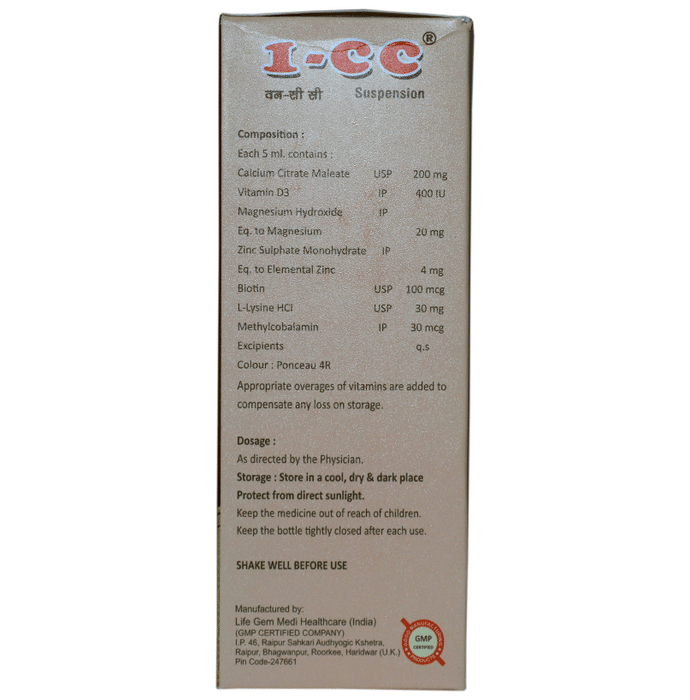 1-CC®
वन-सी सी Suspension
Composition :
Each 5 ml. contains :
Calcium Citrate Maleate USP 200 mg
Vitamin D3 IP 400 IU
Magnesium Hydroxide IP
Eq. to Magnesium 20 mg
Zinc Sulphate Monohydrate IP
Eq. to Elemental Zinc 4 mg
Biotin USP 100 mcg
L-Lysine HCl USP 30 mg
Methylcobalamin IP 30 mcg
Excipients q.s
Colour : Ponceau 4R
Appropriate overages of vitamins are added to
compensate any loss on storage.
Dosage :
As directed by the Physician.
Storage : Store in a cool, dry & dark place
Protect from direct sunlight.
Keep the medicine out of reach of children.
Keep the bottle tightly closed after each use.
SHAKE WELL BEFORE USE
Manufactured by:
Life Gem Medi Healthcare (India)
(GMP CERTIFIED COMPANY)
I.P. 46, Raipur Sahkari Audhyogic Kshetra,
Raipur, Bhagwanpur, Roorkee, Haridwar (U.K.)
Pin Code-247661
GOOD MANUFACTURING
GMP
CERTIFIED
PRODUCTS